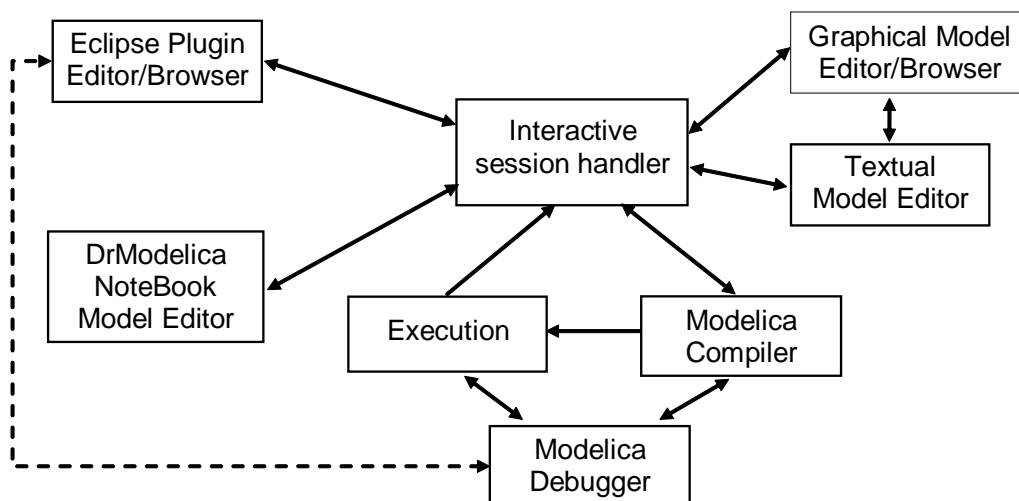 Eclipse Plugin
Editor/Browser
Graphical Model
Editor/Browser
Interactive
session handler
Textual
Model Editor
DrModelica
NoteBook
Model Editor
Execution
Modelica
Compiler
Modelica
Debugger